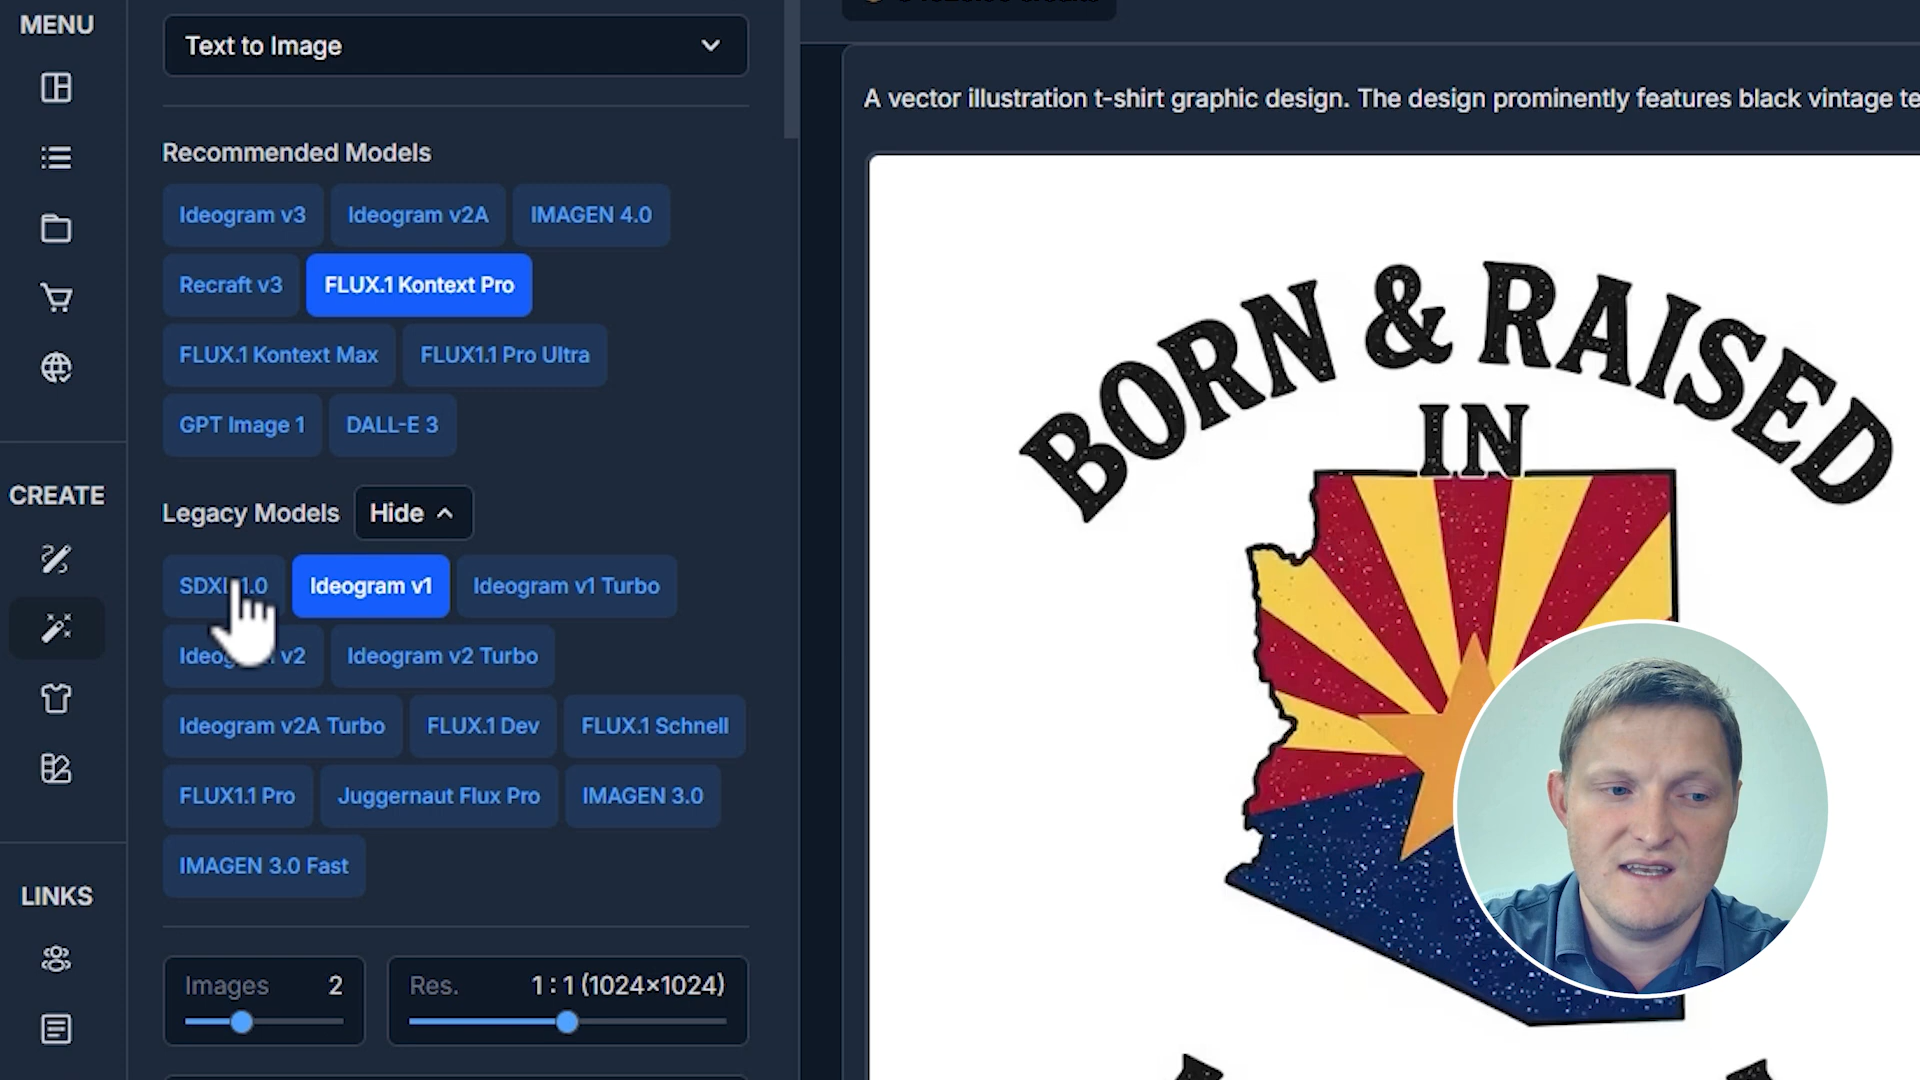 MENU
Text to Image
A vector illustration t-shirt graphic design. The design prominently features black vintage te
Recommended Models
Ideogram v3
Ideogram v2A
IMAGEN 4.0
Recraft v3
FLUX.1 Kontext Pro
FLUX.1 Kontext Max
FLUX1.1 Pro Ultra
GPT Image 1
DALL-E 3
CREATE
Legacy Models
Hide
SDXL 1.0
Ideogram v1
Ideogram v1 Turbo
Ideogram v2
Ideogram v2 Turbo
Ideogram v2A Turbo
FLUX.1 Dev
FLUX.1 Schnell
FLUX1.1 Pro
Juggernaut Flux Pro
IMAGEN 3.0
IMAGEN 3.0 Fast
LINKS
Images 2
Res. 1 : 1 (1024×1024)
BORN & RAISED
IN